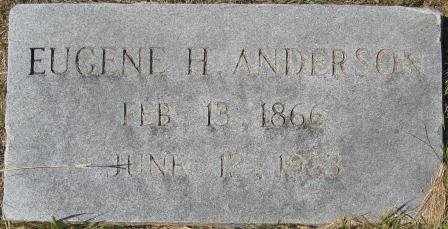 EUGENE H. ANDERSON
FEB. 13, 1866
JUNE 12, 1933